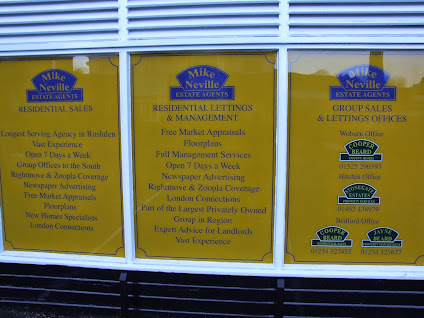 Mike
Neville
ESTATE AGENTS
RESIDENTIAL SALES
Longest Serving Agency in Rushden
Vast Experience
Open 7 Days a Week
Group Offices to the South
Rightmove & Zoopla Coverage
Newspaper Advertising
Free Market Appraisals
Floorplans
New Homes Specialists
London Connections
Mike
Neville
ESTATE AGENTS
RESIDENTIAL LETTINGS
& MANAGEMENT
Free Market Appraisals
Floorplans
Full Management Services
Open 7 Days a Week
Newspaper Advertising
Rightmove & Zoopla Coverage
London Connections
Part of the Largest Privately Owned
Group in Region
Expert Advice for Landlords
Vast Experience
Mike
Neville
ESTATE AGENTS
GROUP SALES
& LETTINGS OFFICES
Woburn Office
COOPER
BEARD
Hitchin Office
STONEGATE
ESTATES
Bedford Office
COOPER
BEARD
JAYNE
BEARD